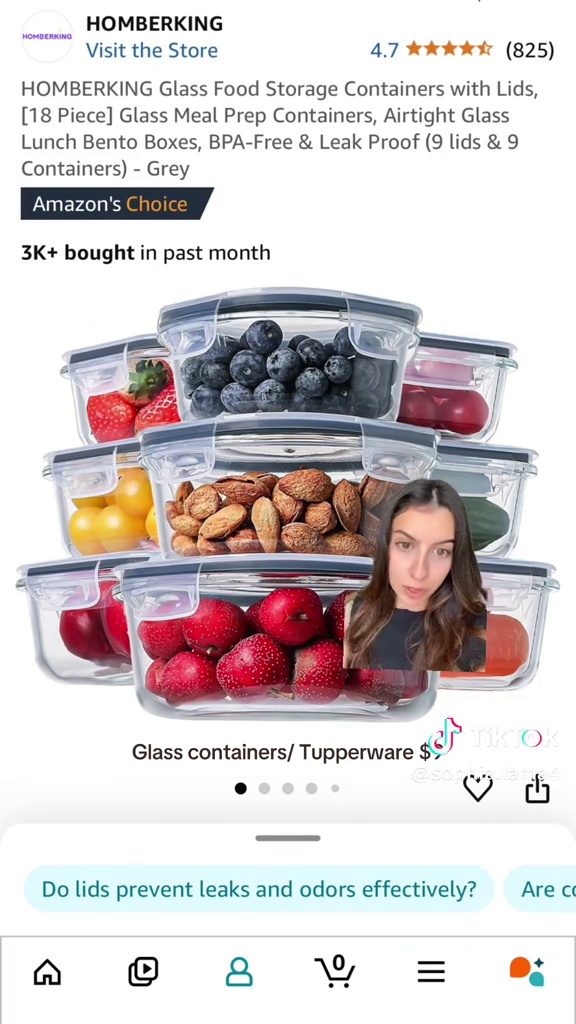 HOMBERKING
HOMBERKING
Visit the Store
4.7
(825)
HOMBERKING Glass Food Storage Containers with Lids,
[18 Piece] Glass Meal Prep Containers, Airtight Glass
Lunch Bento Boxes, BPA-Free & Leak Proof (9 lids & 9
Containers) - Grey
Amazon's Choice
3K+ bought in past month
Glass containers/ Tupperware $
TikTok
Do lids prevent leaks and odors effectively?
Are
0